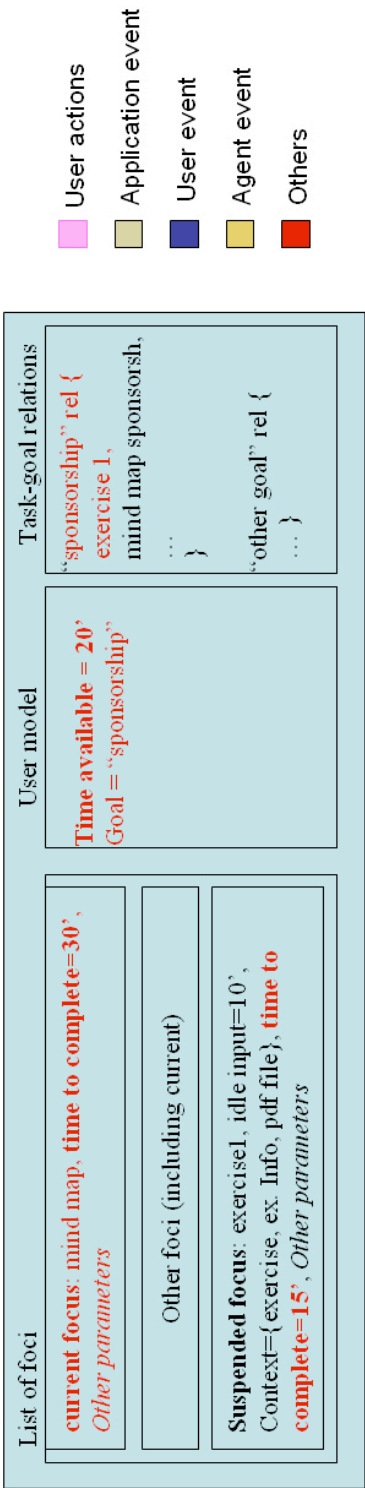 List of foci
current focus: mind map, time to complete=30’,
Other parameters
Other foci (including current)
Suspended focus: exercise1, idle input=10’,
Context={exercise, ex. Info, pdf file}, time to
complete=15’, Other parameters
User model
Time available = 20’
Goal = “sponsorship”
Task-goal relations
“sponsorship” rel {
exercise 1,
mind map sponsorsh,
…
}
“other goal” rel {
… }
User actions
Application event
User event
Agent event
Others